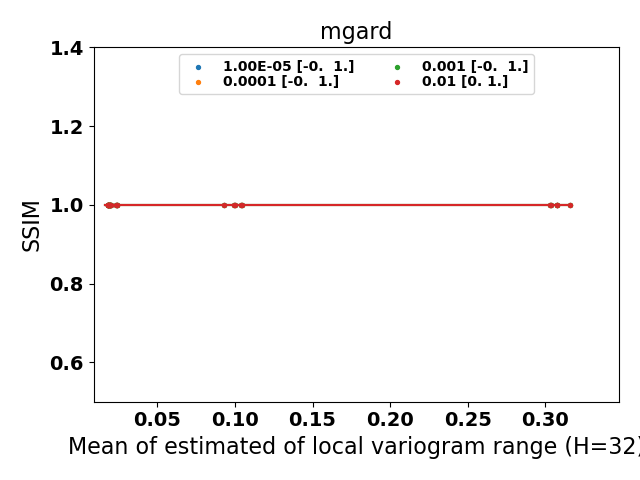 mgard
1.00E-05 [-0.  1.]
0.0001 [-0.  1.]
0.001 [-0.  1.]
0.01 [0. 1.]
1.4
1.2
1.0
0.8
0.6
SSIM
0.05 0.10 0.15 0.20 0.25 0.30
Mean of estimated of local variogram range (H=32)